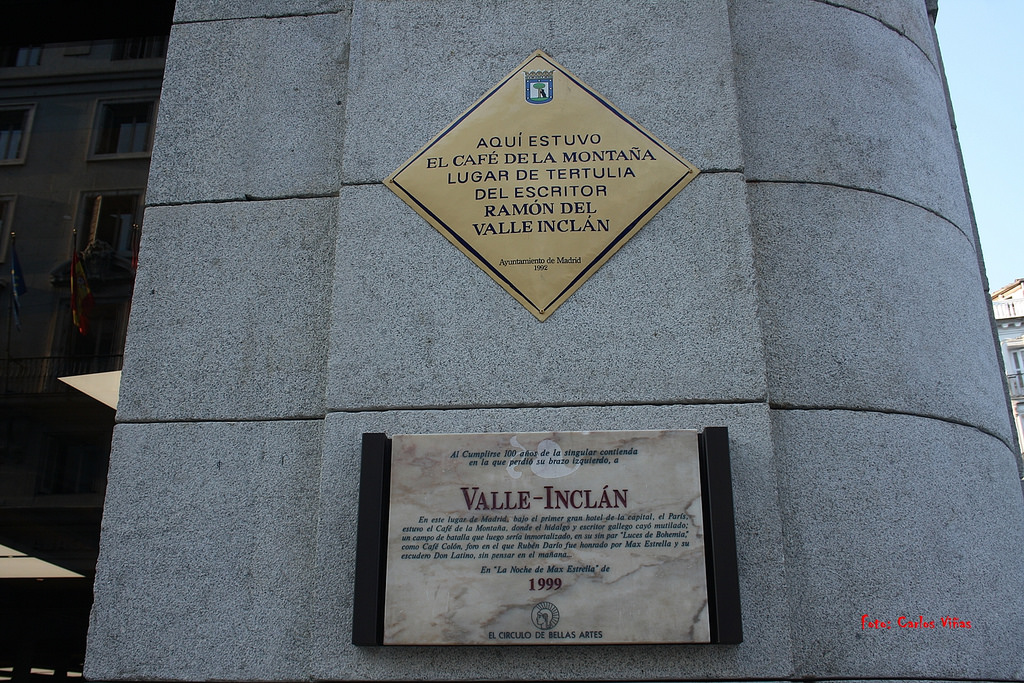 AQUÍ ESTUVO
EL CAFÉ DE LA MONTAÑA
LUGAR DE TERTULIA
DEL ESCRITOR
RAMÓN DEL
VALLE INCLÁN
Ayuntamiento de Madrid
1992
Al Cumplirse 100 años de la singular contienda
en la que perdió su brazo izquierdo, a
VALLE-INCLÁN
En este lugar de Madrid, bajo el primer gran hotel de la capital, el París,
estuvo el Café de la Montaña, donde el hidalgo y escritor gallego cayó mutilado;
un campo de batalla que luego sería inmortalizado, en su sin par "Luces de Bohemia,"
como Café Colón, foro en el que Rubén Darío fue honrado por Max Estrella y su
escudero Don Latino, sin pensar en el mañana...
En "La Noche de Max Estrella" de
1999
EL CIRCULO DE BELLAS ARTES
Foto: Carlos Viñas